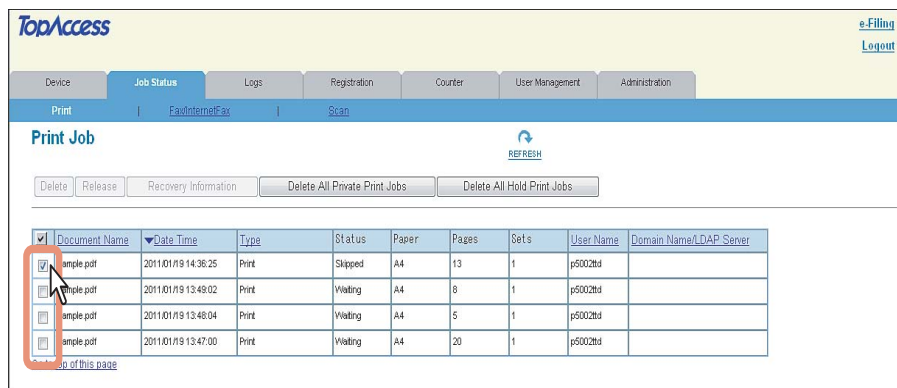 TopAccess
e-Filing
Logout
Device Job Status Logs Registration Counter User Management Administration
Print | Fax/InternetFax | Scan
Print Job
REFRESH
Delete Release Recovery Information Delete All Private Print Jobs Delete All Hold Print Jobs
Document Name Date Time Type Status Paper Pages Sets User Name Domain Name/LDAP Server
ample.pdf 2011/01/19 14:36:25 Print Skipped A4 13 1 p5002ttd
ample.pdf 2011/01/19 13:49:02 Print Waiting A4 8 1 p5002ttd
ample.pdf 2011/01/19 13:48:04 Print Waiting A4 5 1 p5002ttd
ample.pdf 2011/01/19 13:47:00 Print Waiting A4 20 1 p5002ttd
op of this page